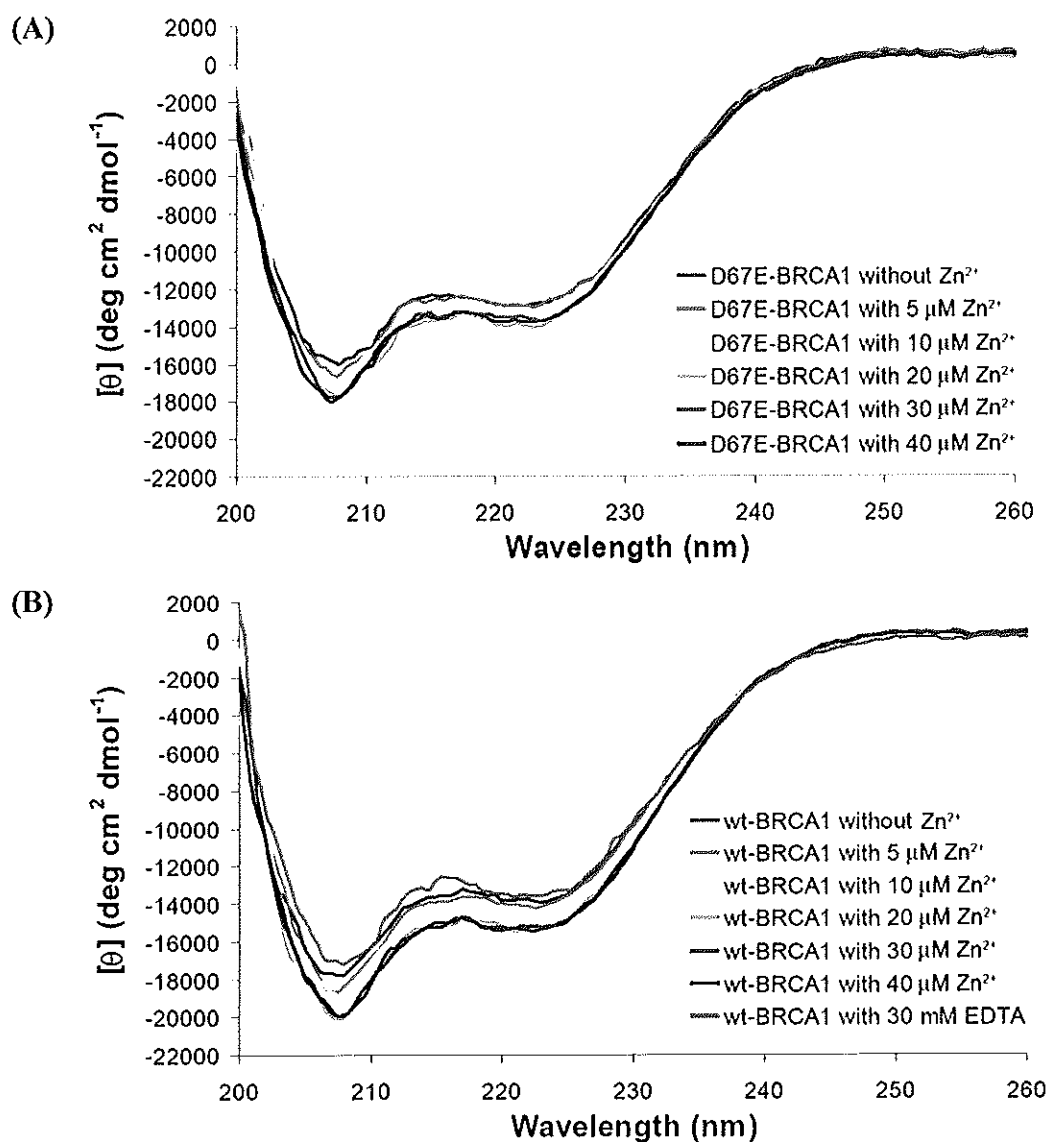 (A)
2000
0
-2000
-4000
-6000
-8000
-10000
-12000
-14000
-16000
-18000
-20000
-22000
[θ] (deg cm² dmol⁻¹)
D67E-BRCA1 without Zn²⁺
D67E-BRCA1 with 5 μM Zn²⁺
D67E-BRCA1 with 10 μM Zn²⁺
D67E-BRCA1 with 20 μM Zn²⁺
D67E-BRCA1 with 30 μM Zn²⁺
D67E-BRCA1 with 40 μM Zn²⁺
200 210 220 230 240 250 260
Wavelength (nm)
(B)
2000
0
-2000
-4000
-6000
-8000
-10000
-12000
-14000
-16000
-18000
-20000
-22000
[θ] (deg cm² dmol⁻¹)
wt-BRCA1 without Zn²⁺
wt-BRCA1 with 5 μM Zn²⁺
wt-BRCA1 with 10 μM Zn²⁺
wt-BRCA1 with 20 μM Zn²⁺
wt-BRCA1 with 30 μM Zn²⁺
wt-BRCA1 with 40 μM Zn²⁺
wt-BRCA1 with 30 mM EDTA
200 210 220 230 240 250 260
Wavelength (nm)